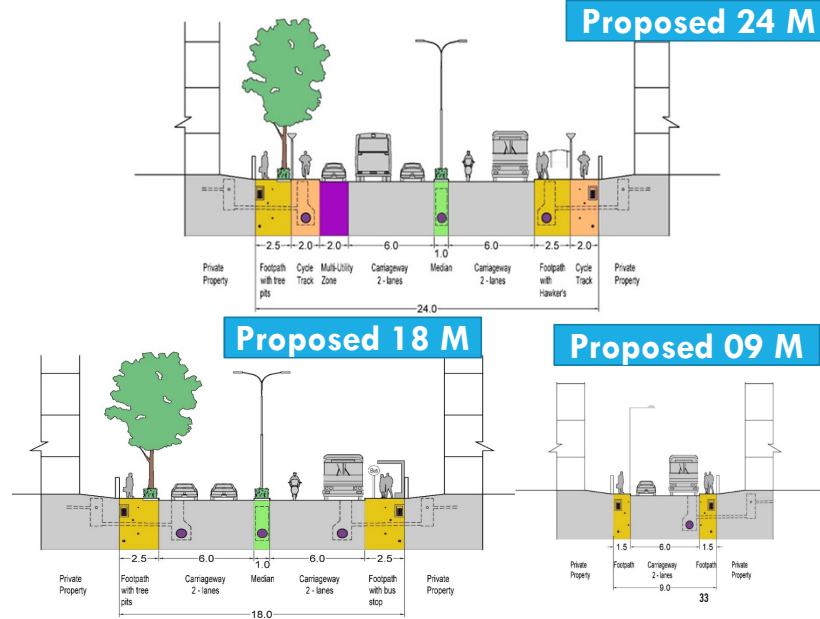 Proposed 24 M
2.5 2.0 2.0 6.0 1.0 6.0 2.5 2.0
Private Property
Footpath with tree pits
Cycle Track
Multi-Utility Zone
Carriageway 2 - lanes
Median
Carriageway 2 - lanes
Footpath with Hawker's
Cycle Track
Private Property
24.0
Proposed 18 M
Bus
2.5 6.0 1.0 6.0 2.5
Private Property
Footpath with tree pits
Carriageway 2 - lanes
Median
Carriageway 2 - lanes
Footpath with bus stop
Private Property
18.0
Proposed 09 M
1.5 6.0 1.5
Private Property
Footpath
Carriageway 2 - lanes
Footpath
Private Property
9.0
33